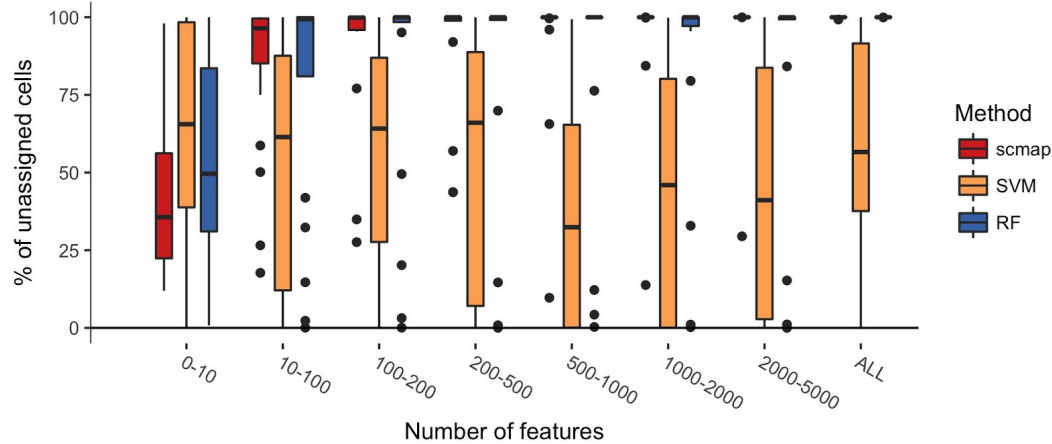 % of unassigned cells
100
75
50
25
0
0-10
10-100
100-200
200-500
500-1000
1000-2000
2000-5000
ALL
Number of features
Method
scmap
SVM
RF